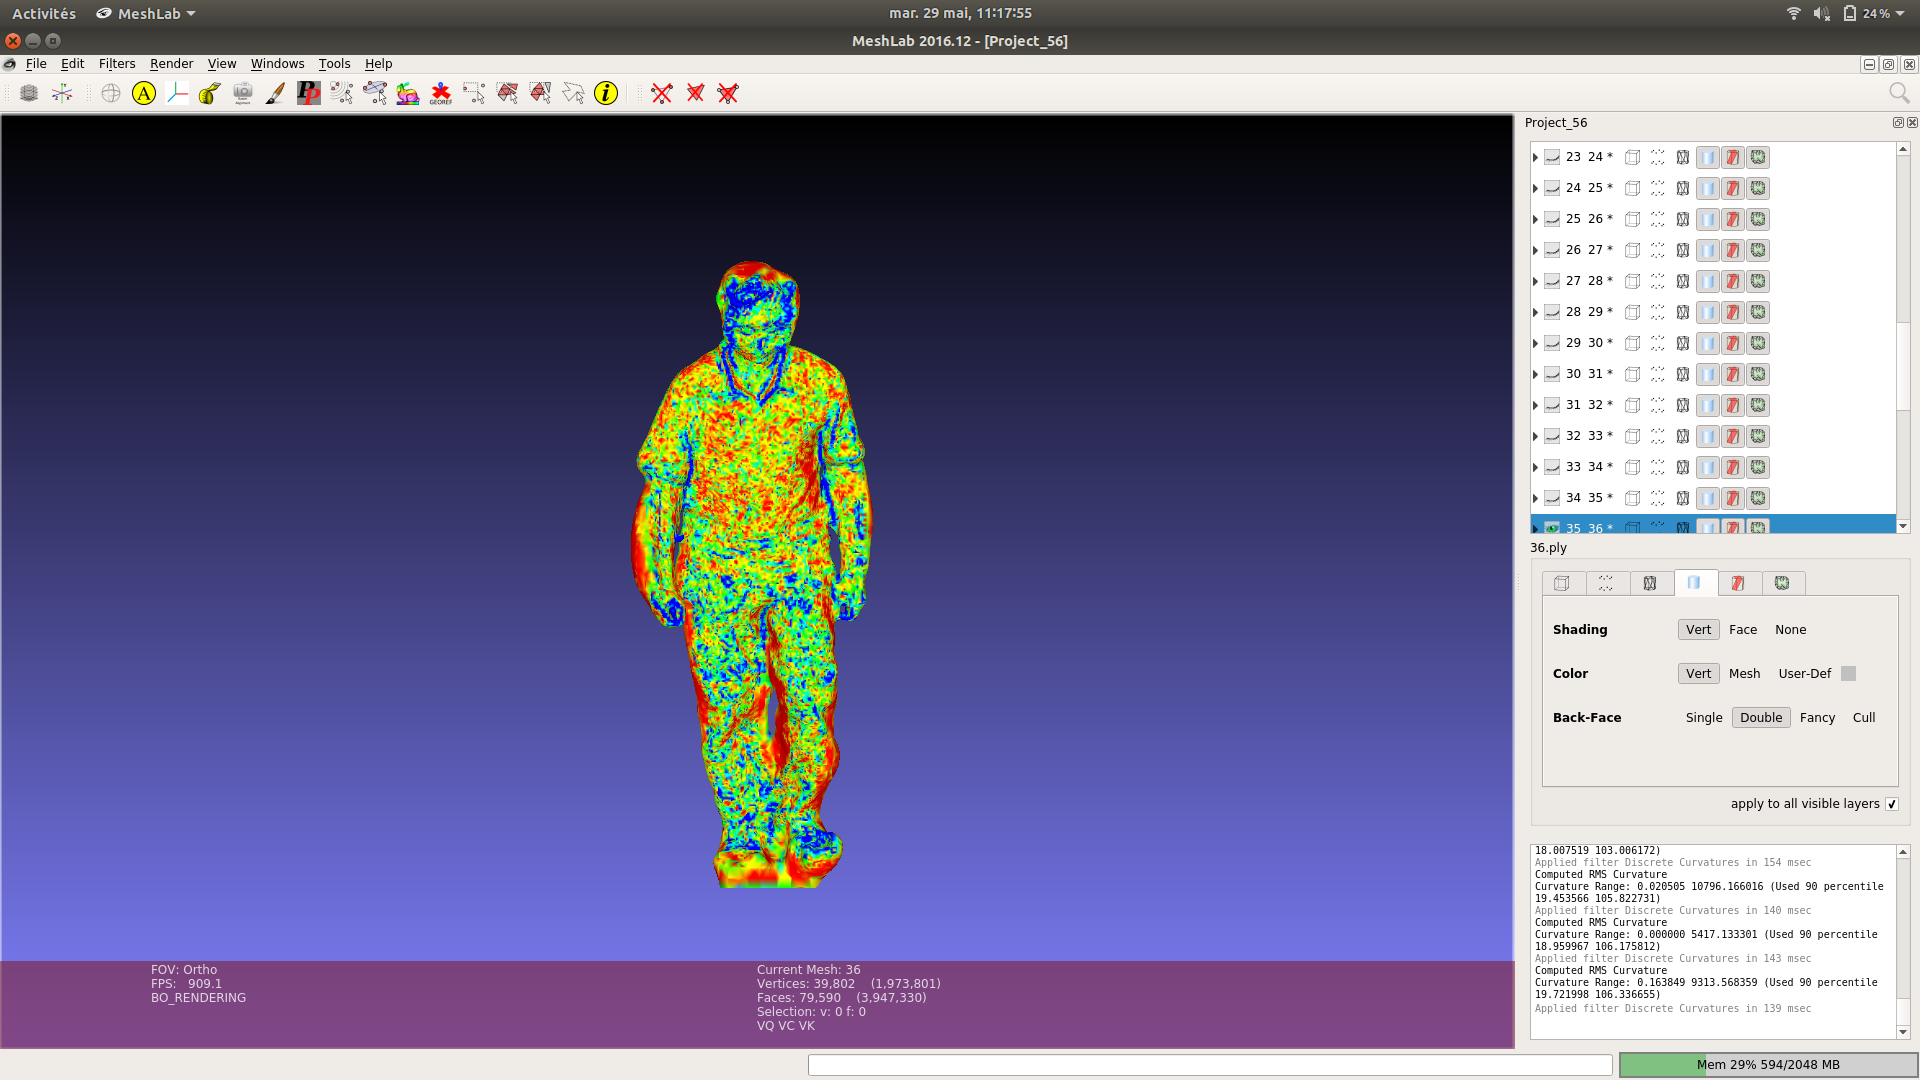 Activités MeshLab mar. 29 mai, 11:17:55 24 %
MeshLab 2016.12 - [Project_56]
File Edit Filters Render View Windows Tools Help
A PP GEOREF i
Project_56
23 24 *
24 25 *
25 26 *
26 27 *
27 28 *
28 29 *
29 30 *
30 31 *
31 32 *
32 33 *
33 34 *
34 35 *
35 36 *
36.ply
Shading Vert Face None
Color Vert Mesh User-Def
Back-Face Single Double Fancy Cull
apply to all visible layers
18.007519 103.006172)
Applied filter Discrete Curvatures in 154 msec
Computed RMS Curvature
Curvature Range: 0.020505 10796.166016 (Used 90 percentile
19.453566 105.822731)
Applied filter Discrete Curvatures in 140 msec
Computed RMS Curvature
Curvature Range: 0.000000 5417.133301 (Used 90 percentile
18.959967 106.175812)
Applied filter Discrete Curvatures in 143 msec
Computed RMS Curvature
Curvature Range: 0.163849 9313.568359 (Used 90 percentile
19.721998 106.336655)
Applied filter Discrete Curvatures in 139 msec
FOV: Ortho
FPS: 909.1
BO_RENDERING
Current Mesh: 36
Vertices: 39,802 (1,973,801)
Faces: 79,590 (3,947,330)
Selection: v: 0 f: 0
VQ VC VK
Mem 29% 594/2048 MB